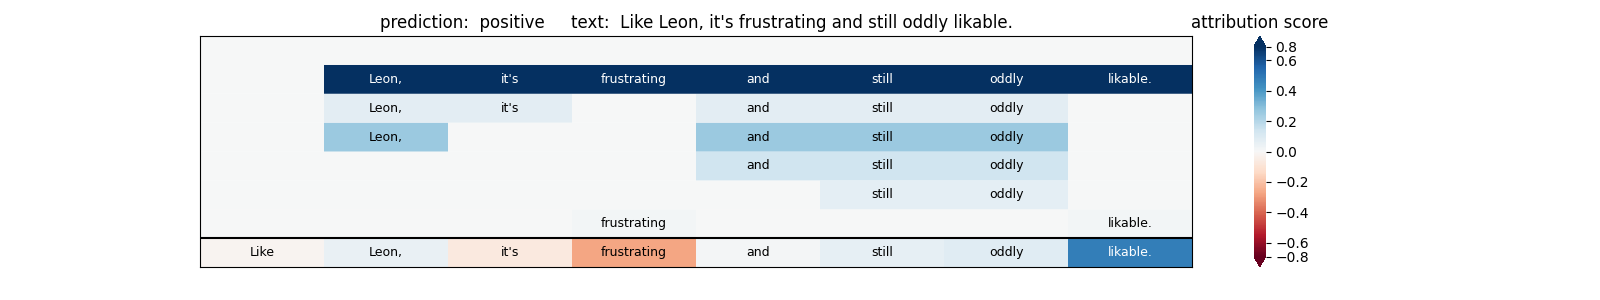 prediction: positive text: Like Leon, it's frustrating and still oddly likable. attribution score
Leon, it's frustrating and still oddly likable.
Leon, it's and still oddly
Leon, and still oddly
and still oddly
still oddly
frustrating likable.
Like Leon, it's frustrating and still oddly likable.
0.8
0.6
0.4
0.2
0.0
−0.2
−0.4
−0.6
−0.8